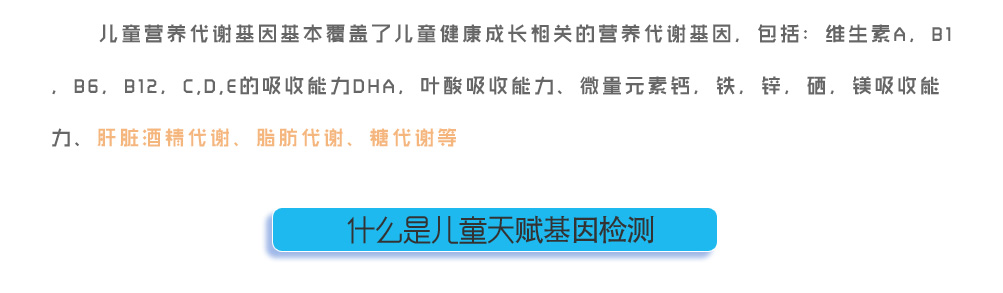 儿童营养代谢基因基本覆盖了儿童健康成长相关的营养代谢基因，包括：维生素A，B1
，B6，B12，C,D,E的吸收能力DHA，叶酸吸收能力、微量元素钙，铁，锌，硒，镁吸收能
力、肝脏酒精代谢、脂肪代谢、糖代谢等
什么是儿童天赋基因检测